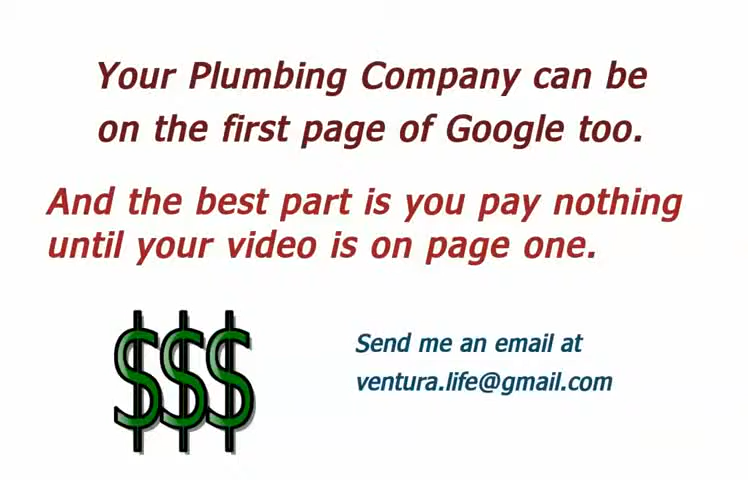 Your Plumbing Company can be
on the first page of Google too.
And the best part is you pay nothing
until your video is on page one.
$$$
Send me an email at
ventura.life@gmail.com